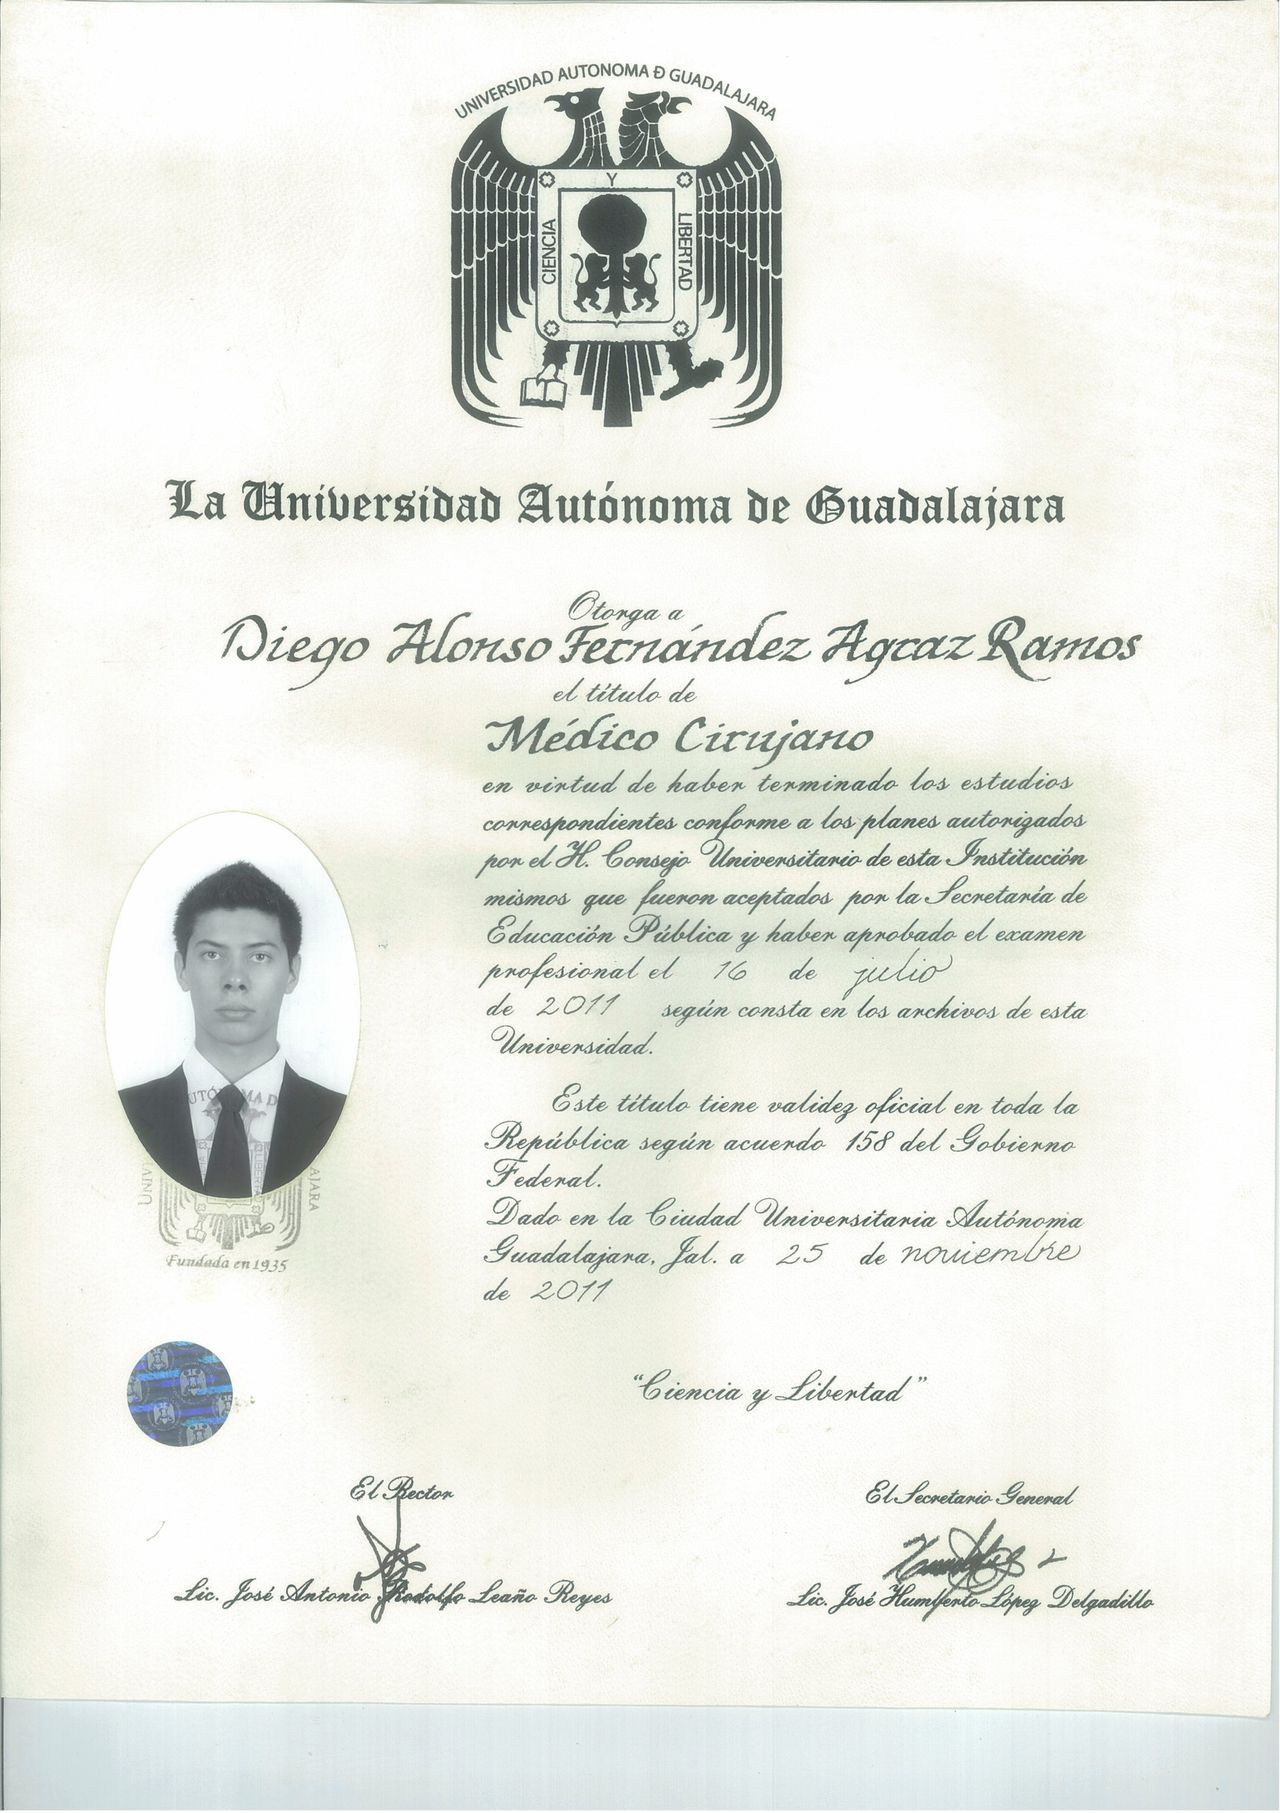 UNIVERSIDAD AUTONOMA Đ GUADALAJARA
Y
CIENCIA
LIBERTAD
La Universidad Autónoma de Guadalajara
Otorga a
Diego Alonso Fernández Agraz Ramos
el título de
Médico Cirujano
en virtud de haber terminado los estudios
correspondientes conforme a los planes autorizados
por el H. Consejo Universitario de esta Institución
mismos que fueron aceptados por la Secretaría de
Educación Pública y haber aprobado el examen
profesional el 16 de julio
de 2011 según consta en los archivos de esta
Universidad.
Este título tiene validez oficial en toda la
República según acuerdo 158 del Gobierno
Federal.
Dado en la Ciudad Universitaria Autónoma
Guadalajara, Jal. a 25 de noviembre
de 2011
Fundada en 1935
"Ciencia y Libertad"
El Rector
Lic. José Antonio Rodolfo Leaño Reyes
El Secretario General
Lic. José Humberto López Delgadillo